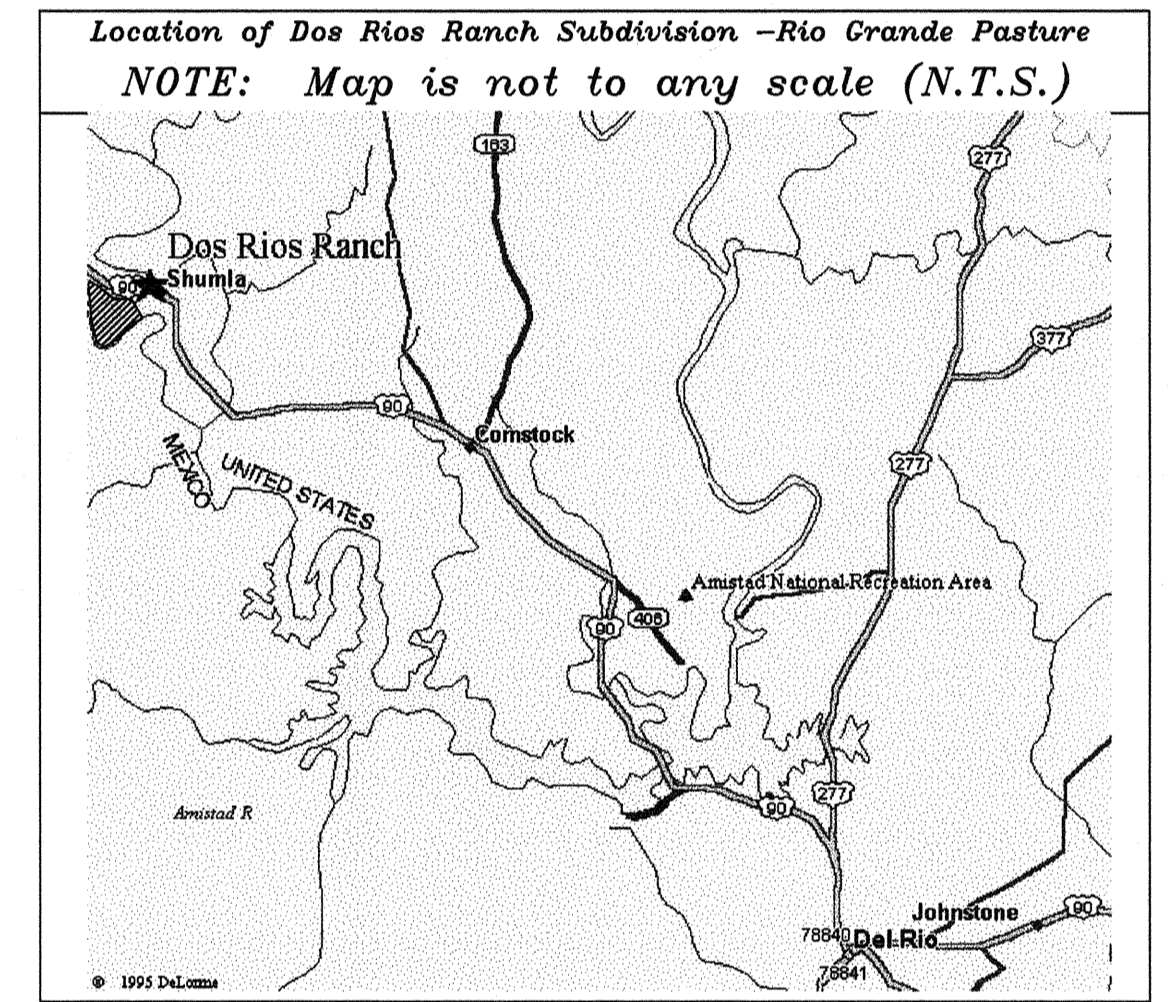 Location of Dos Rios Ranch Subdivision -Rio Grande Pasture
NOTE: Map is not to any scale (N.T.S.)
163
277
Dos Rios Ranch
90
Shumla
377
90
Comstock
277
MEXICO
UNITED STATES
Amistad National Recreation Area
406
90
277
90
Amistad R
Johnstone
90
78840
Del Rio
78841
© 1995 DeLorme